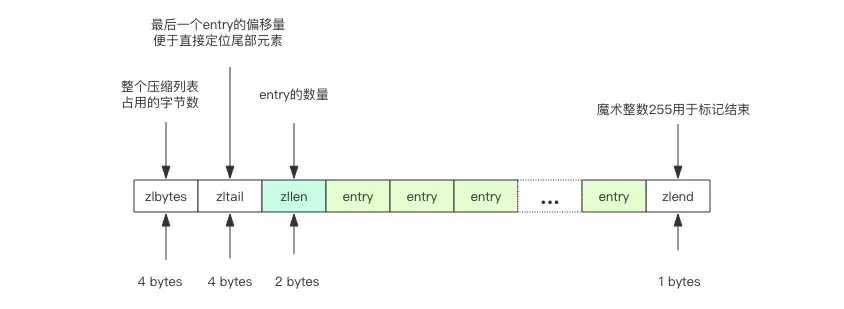 最后一个entry的偏移量
便于直接定位尾部元素
整个压缩列表
占用的字节数
entry的数量
魔术整数255用于标记结束
zlbytes zltail zllen entry entry entry ... entry zlend
4 bytes 4 bytes 2 bytes 1 bytes